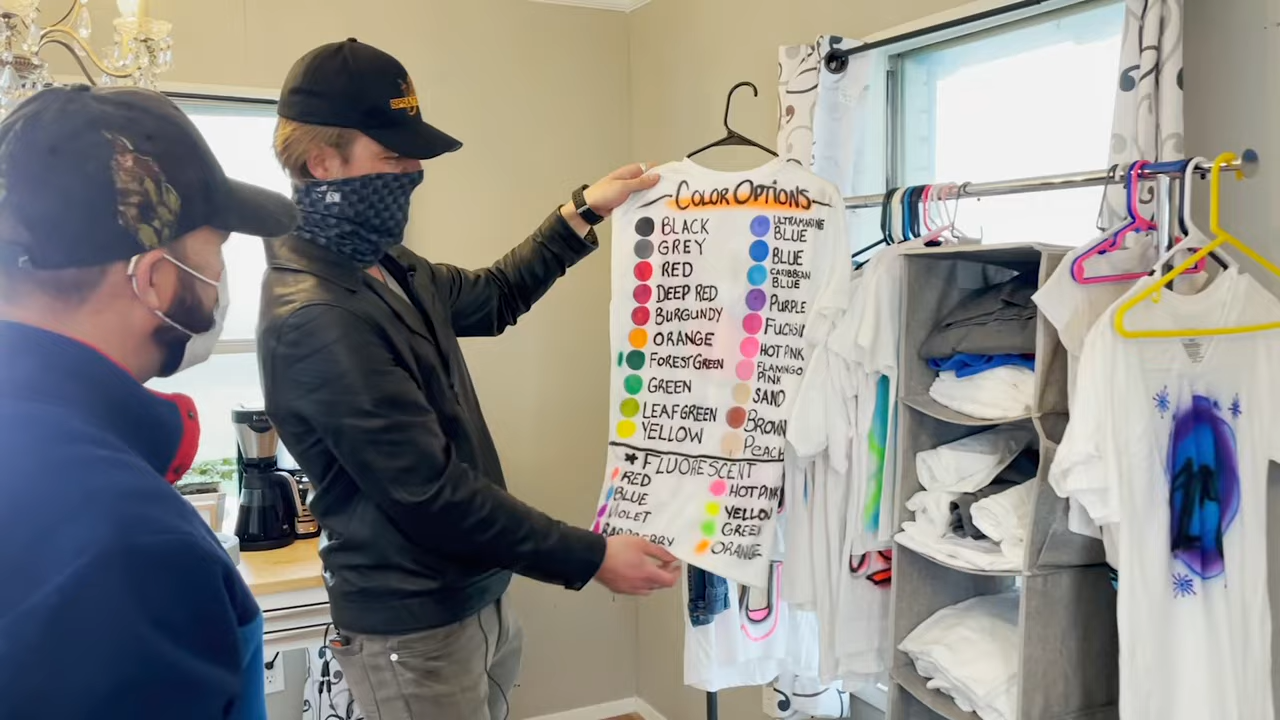 COLOR OPTIONS
BLACK
GREY
RED
DEEP RED
BURGUNDY
ORANGE
FOREST GREEN
GREEN
LEAF GREEN
YELLOW
ULTRAMARINE
BLUE
BLUE
CARIBBEAN
BLUE
PURPLE
FUCHSIA
HOT PINK
FLAMINGO
PINK
SAND
BROWN
PEACH
* FLUORESCENT
RED
BLUE
VIOLET
RASPBERRY
HOT PINK
YELLOW
GREEN
ORANGE